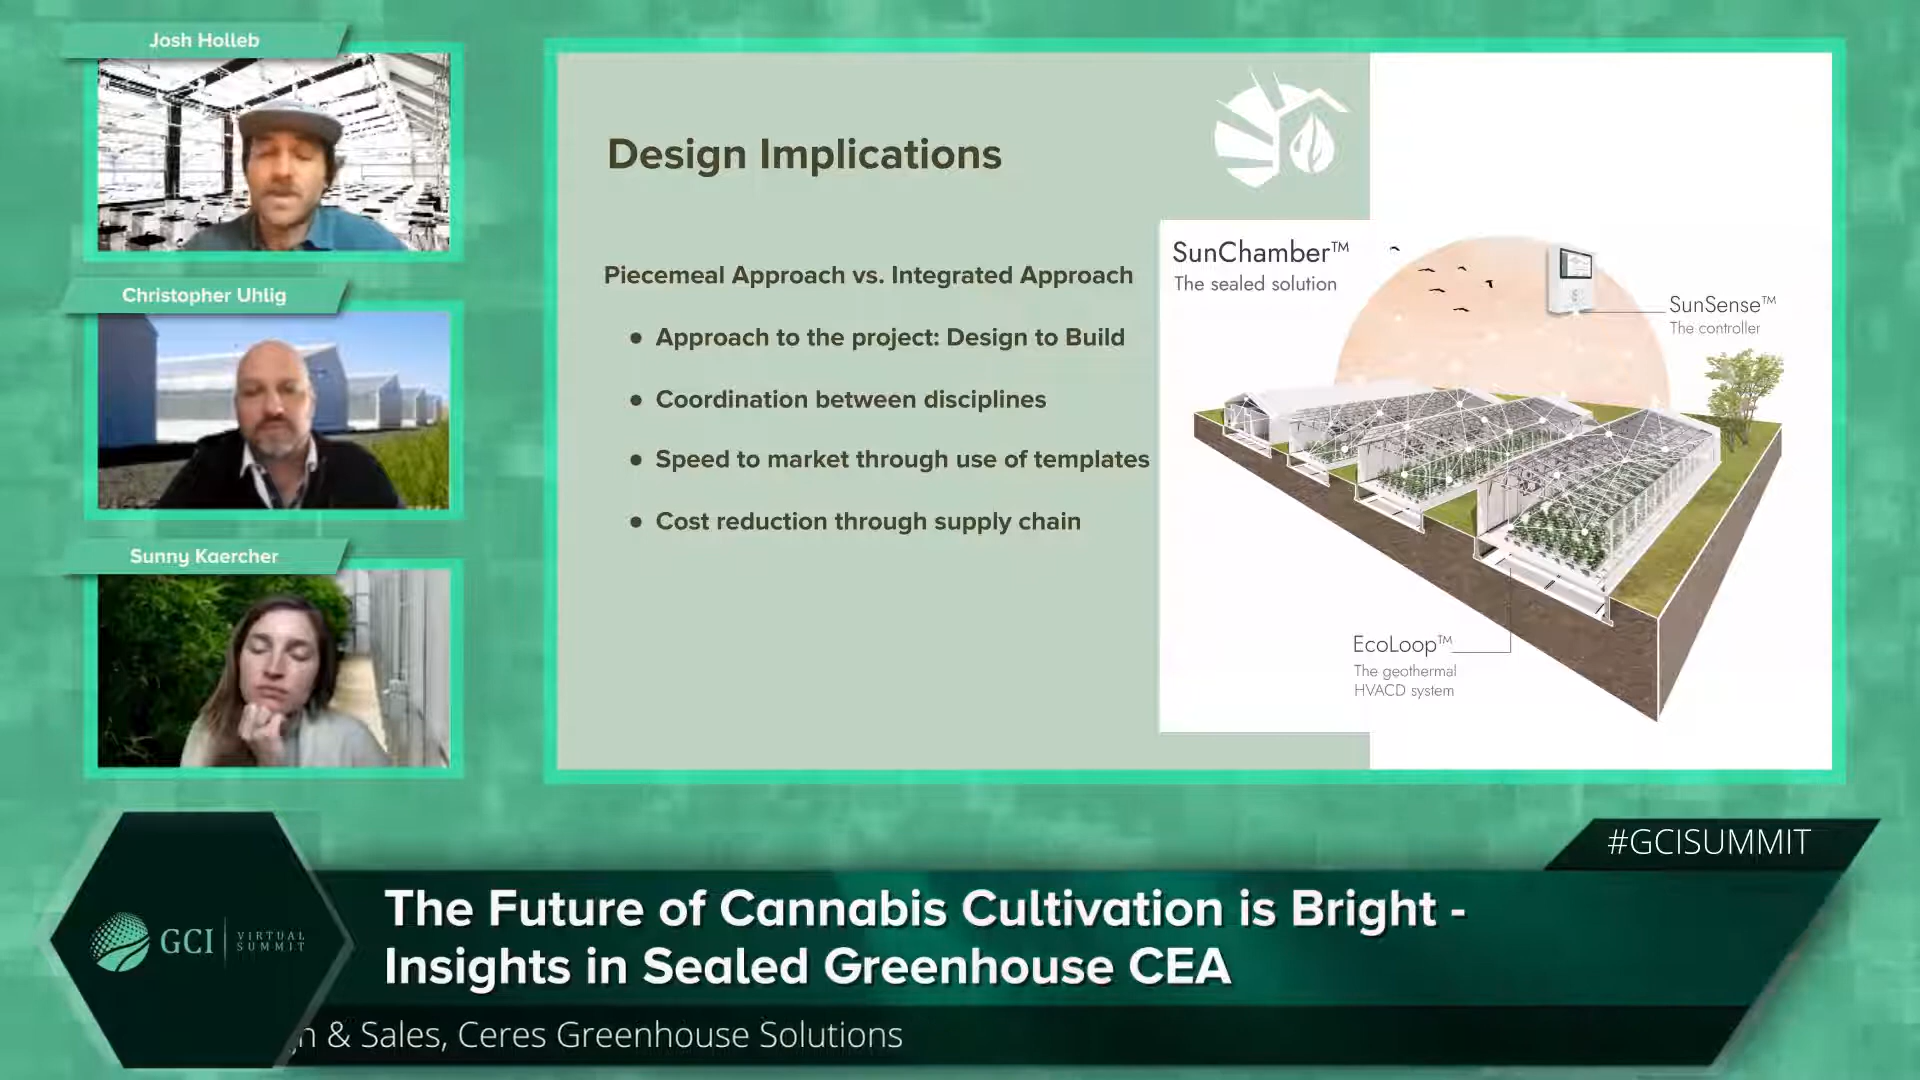 Josh Holleb
Christopher Uhlig
Sunny Kaercher
Design Implications
Piecemeal Approach vs. Integrated Approach
● Approach to the project: Design to Build
● Coordination between disciplines
● Speed to market through use of templates
● Cost reduction through supply chain
SunChamber™
The sealed solution
SunSense™
The controller
EcoLoop™
The geothermal
HVACD system
#GCISUMMIT
The Future of Cannabis Cultivation is Bright -
Insights in Sealed Greenhouse CEA
GCI
VIRTUAL
SUMMIT
& Sales, Ceres Greenhouse Solutions